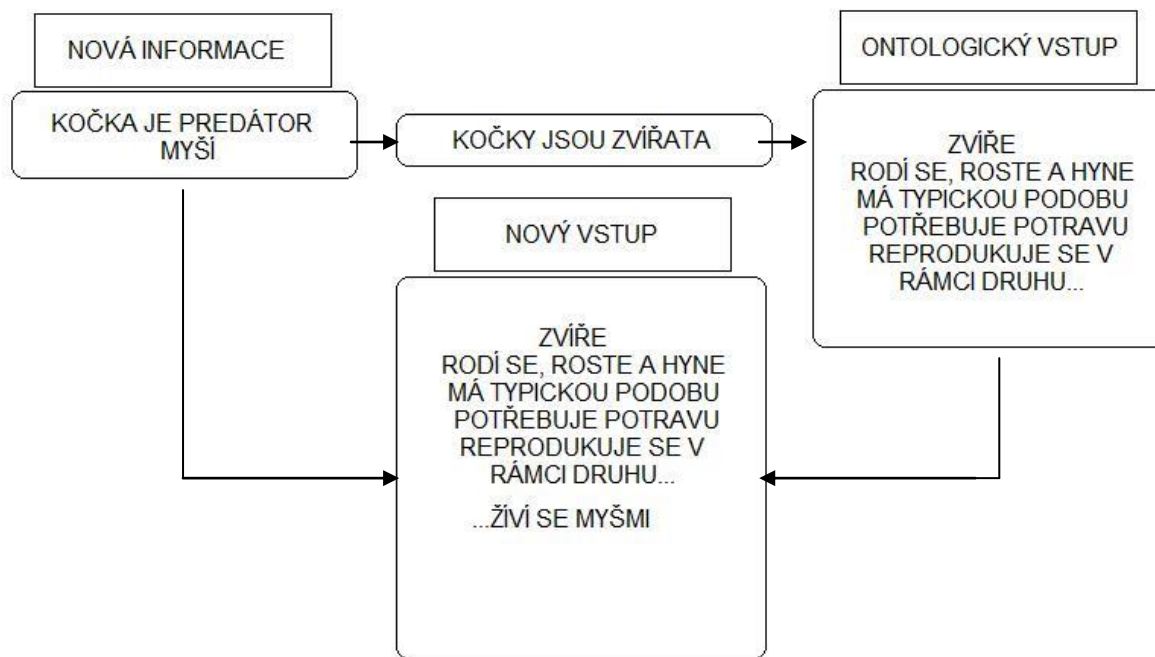 NOVÁ INFORMACE
KOČKA JE PREDÁTOR
MYŠÍ
KOČKY JSOU ZVÍŘATA
ONTOLOGICKÝ VSTUP
ZVÍŘE
RODÍ SE, ROSTE A HYNE
MÁ TYPICKOU PODOBU
POTŘEBUJE POTRAVU
REPRODUKUJE SE V
RÁMCI DRUHU...
NOVÝ VSTUP
ZVÍŘE
RODÍ SE, ROSTE A HYNE
MÁ TYPICKOU PODOBU
POTŘEBUJE POTRAVU
REPRODUKUJE SE V
RÁMCI DRUHU...
...ŽÍVÍ SE MYŠMI